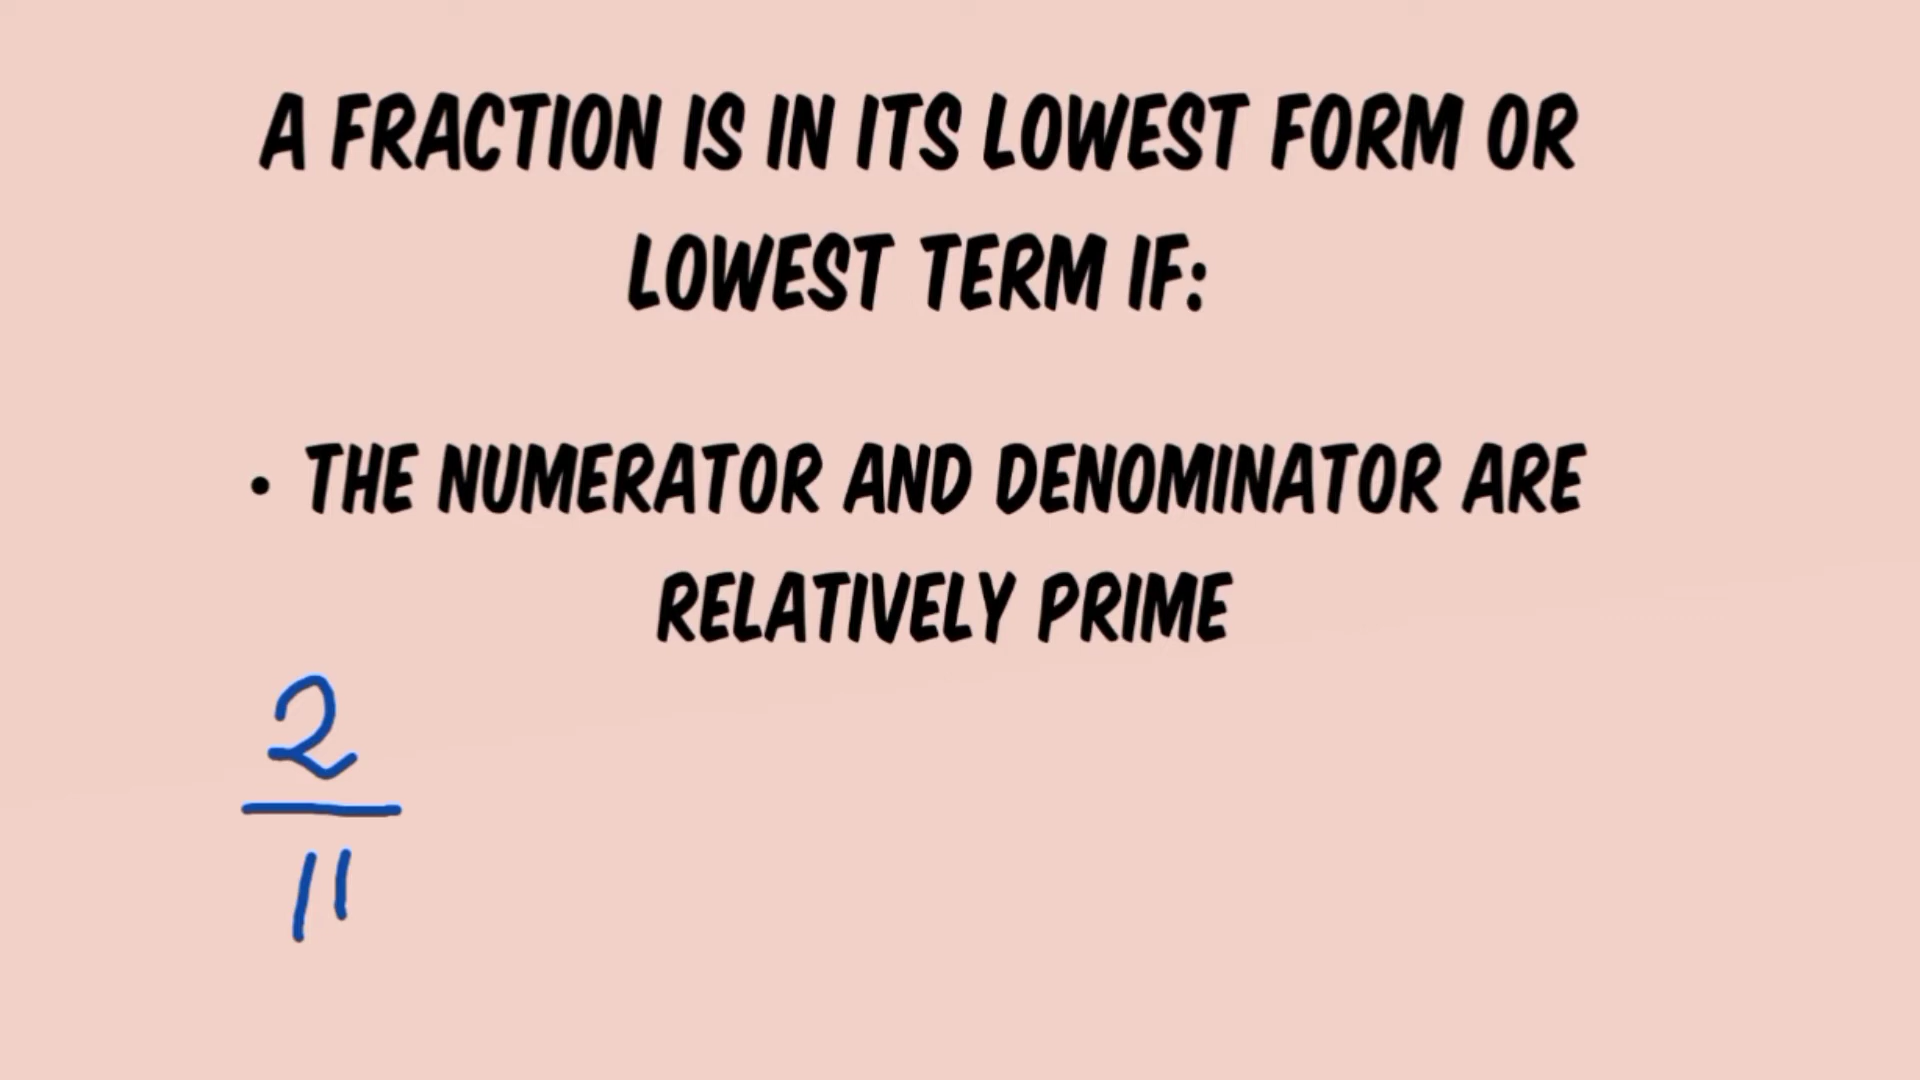 A FRACTION IS IN ITS LOWEST FORM OR
LOWEST TERM IF:
• THE NUMERATOR AND DENOMINATOR ARE
RELATIVELY PRIME
2
11